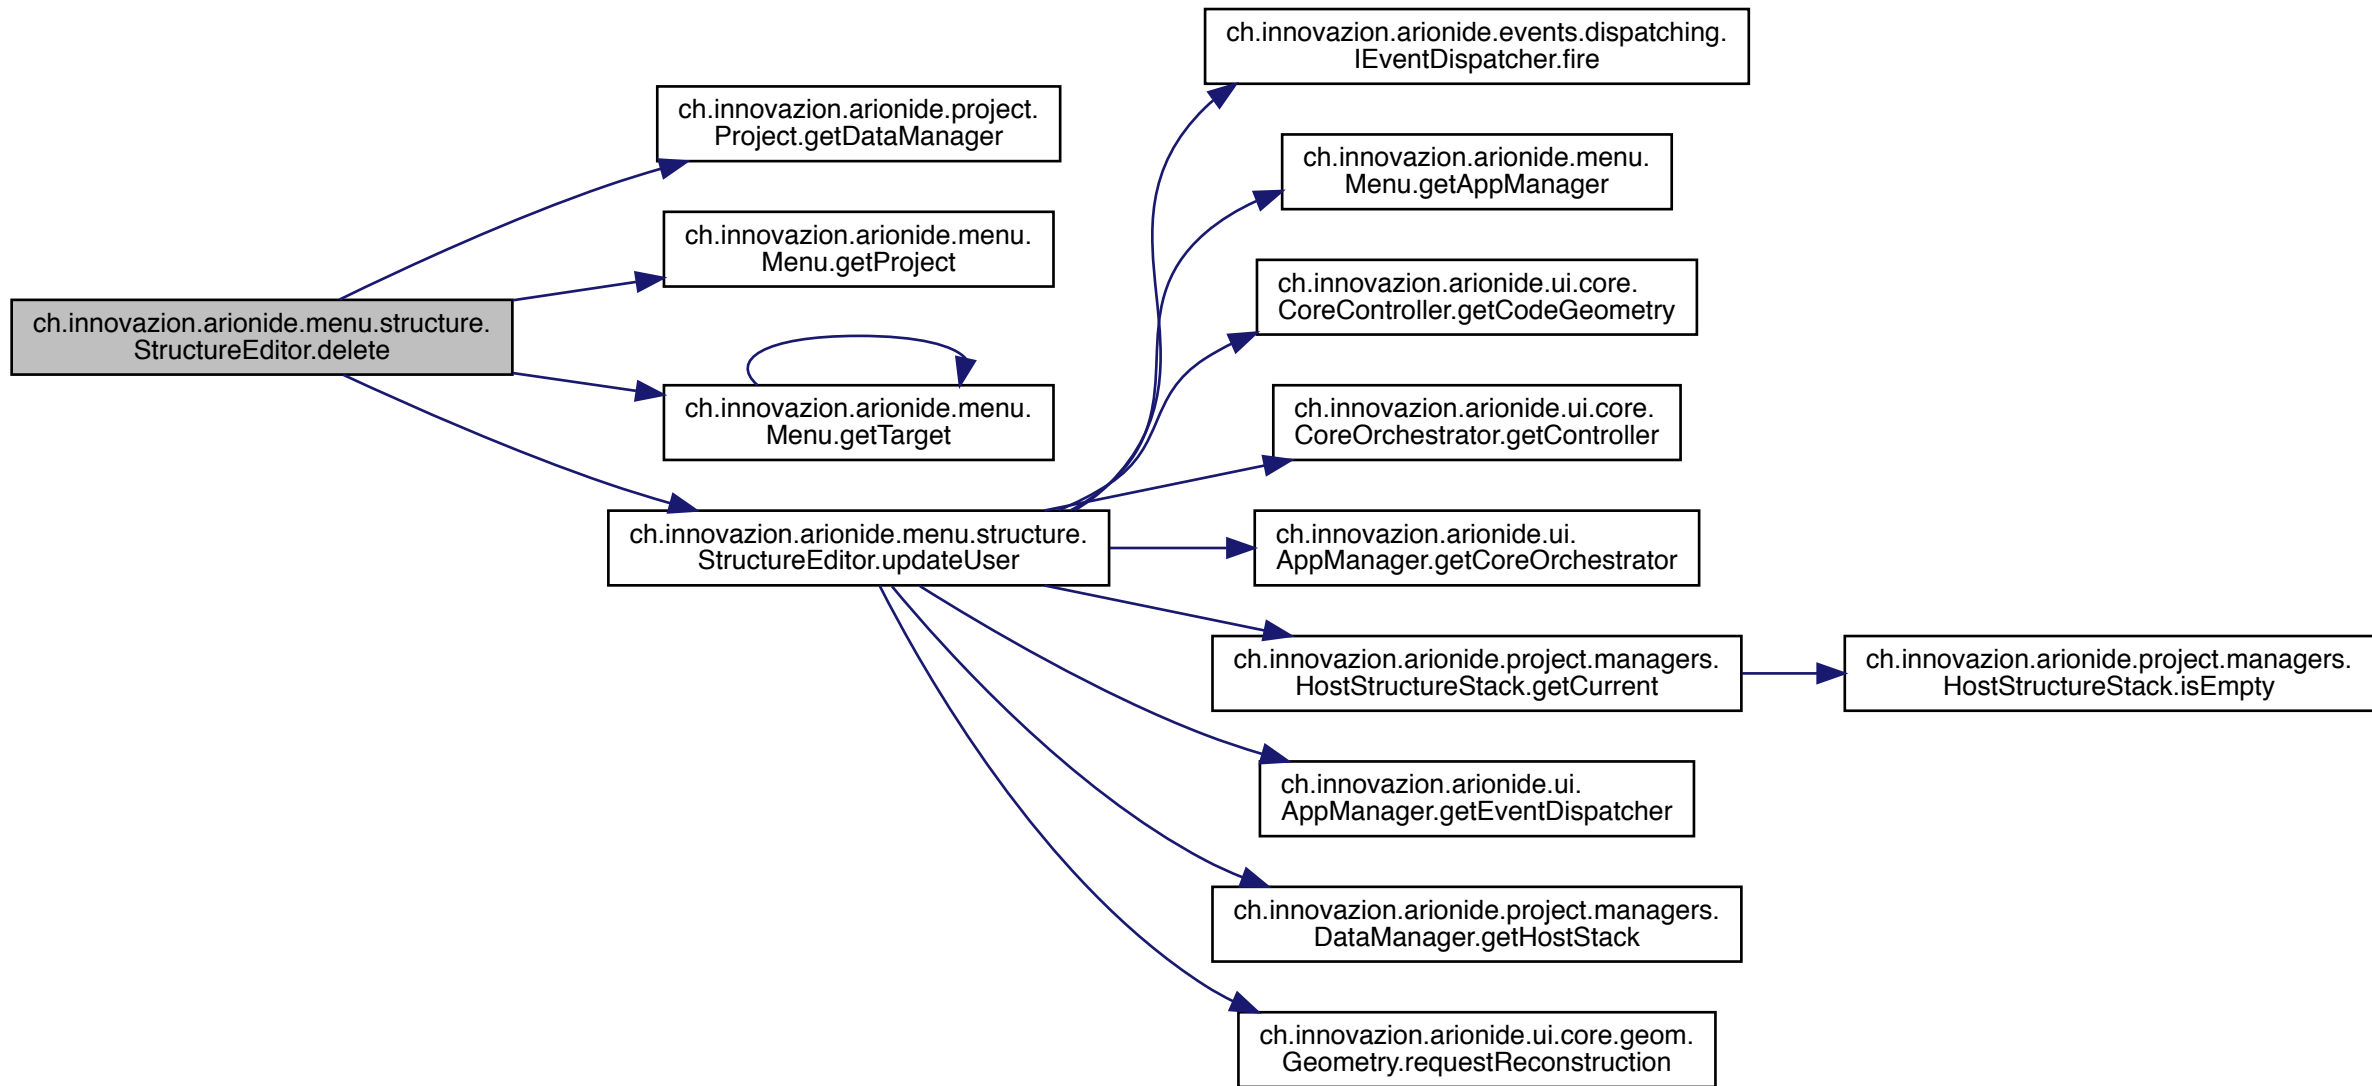 ch.innovazion.arionide.menu.structure.
StructureEditor.delete
ch.innovazion.arionide.project.
Project.getDataManager
ch.innovazion.arionide.menu.
Menu.getProject
ch.innovazion.arionide.menu.
Menu.getTarget
ch.innovazion.arionide.menu.structure.
StructureEditor.updateUser
ch.innovazion.arionide.events.dispatching.
IEventDispatcher.fire
ch.innovazion.arionide.menu.
Menu.getAppManager
ch.innovazion.arionide.ui.core.
CoreController.getCodeGeometry
ch.innovazion.arionide.ui.core.
CoreOrchestrator.getController
ch.innovazion.arionide.ui.
AppManager.getCoreOrchestrator
ch.innovazion.arionide.project.managers.
HostStructureStack.getCurrent
ch.innovazion.arionide.ui.
AppManager.getEventDispatcher
ch.innovazion.arionide.project.managers.
DataManager.getHostStack
ch.innovazion.arionide.ui.core.geom.
Geometry.requestReconstruction
ch.innovazion.arionide.project.managers.
HostStructureStack.isEmpty